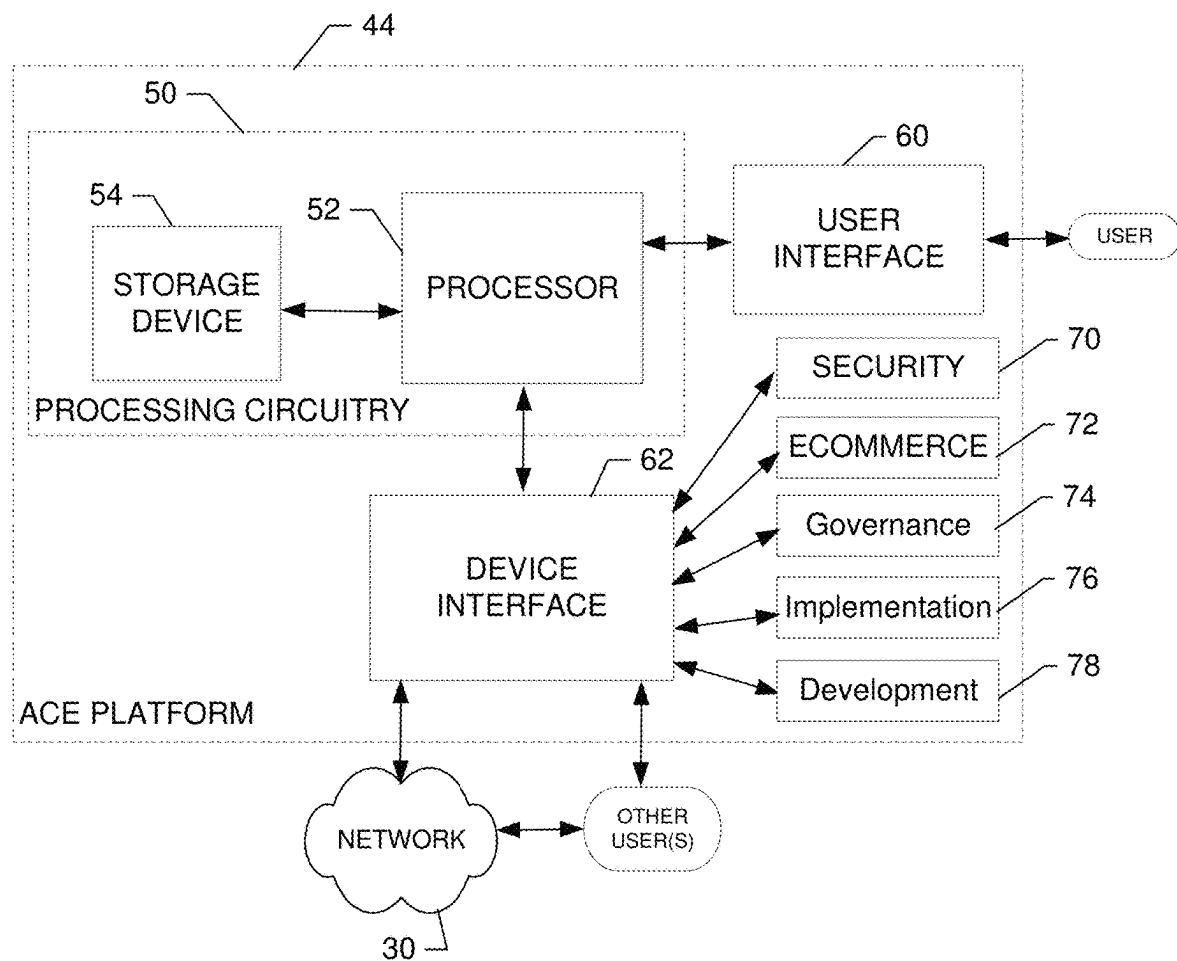 44
50
60
54
52
USER
INTERFACE
USER
STORAGE
DEVICE
PROCESSOR
PROCESSING CIRCUITRY
SECURITY
70
ECOMMERCE
72
62
Governance
74
DEVICE
INTERFACE
Implementation
76
Development
78
ACE PLATFORM
NETWORK
OTHER
USER(S)
30